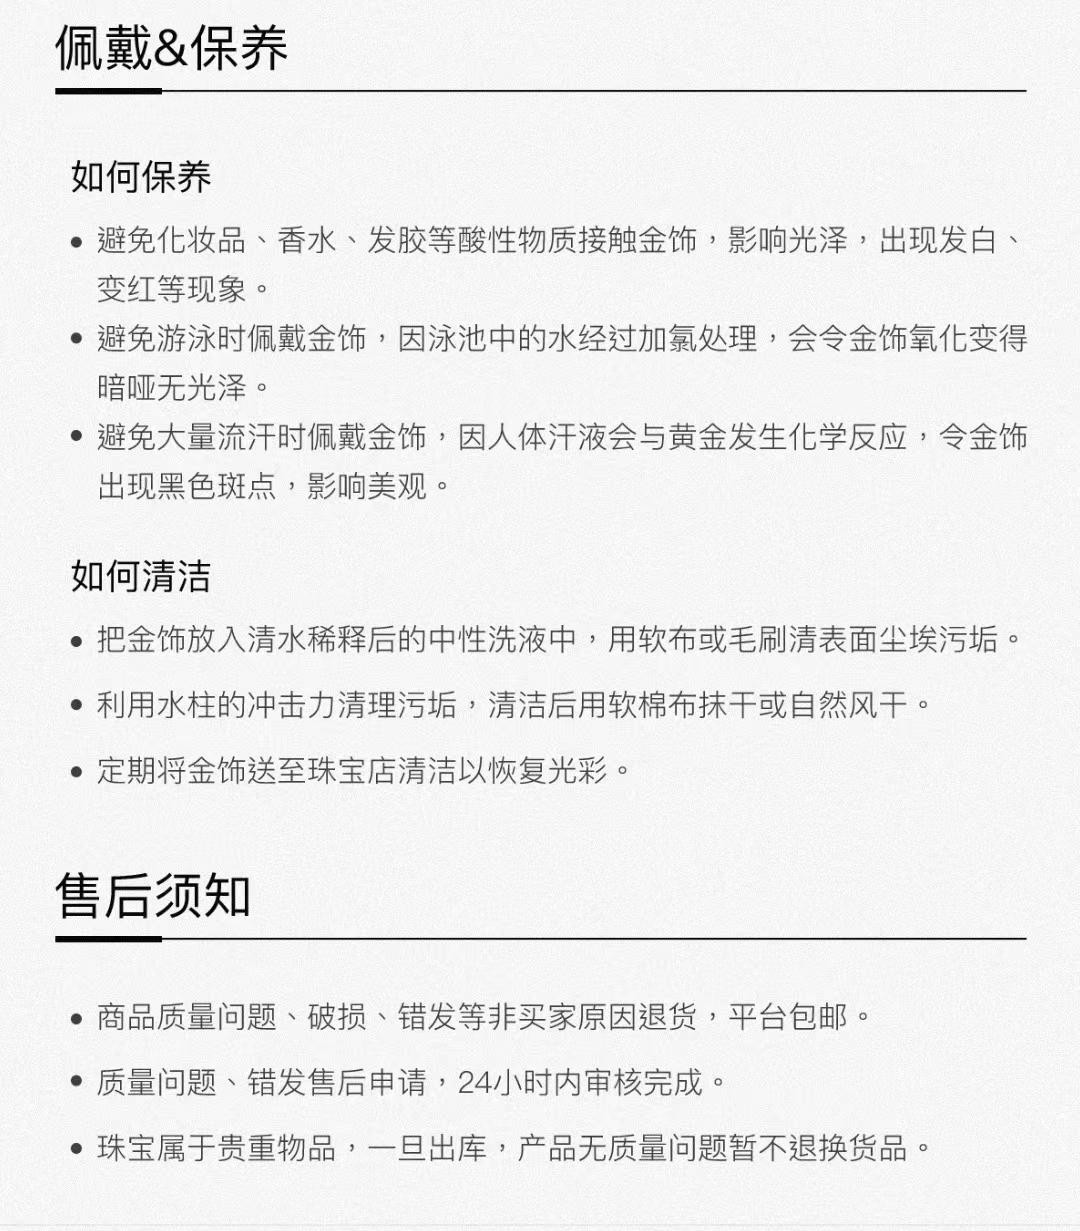 佩戴&保养
如何保养
• 避免化妆品、香水、发胶等酸性物质接触金饰，影响光泽，出现发白、
变红等现象。
• 避免游泳时佩戴金饰，因泳池中的水经过加氯处理，会令金饰氧化变得
暗哑无光泽。
• 避免大量流汗时佩戴金饰，因人体汗液会与黄金发生化学反应，令金饰
出现黑色斑点，影响美观。
如何清洁
• 把金饰放入清水稀释后的中性洗液中，用软布或毛刷清表面尘埃污垢。
• 利用水柱的冲击力清理污垢，清洁后用软棉布抹干或自然风干。
• 定期将金饰送至珠宝店清洁以恢复光彩。
售后须知
• 商品质量问题、破损、错发等非买家原因退货，平台包邮。
• 质量问题、错发售后申请，24小时内审核完成。
• 珠宝属于贵重物品，一旦出库，产品无质量问题暂不退换货品。